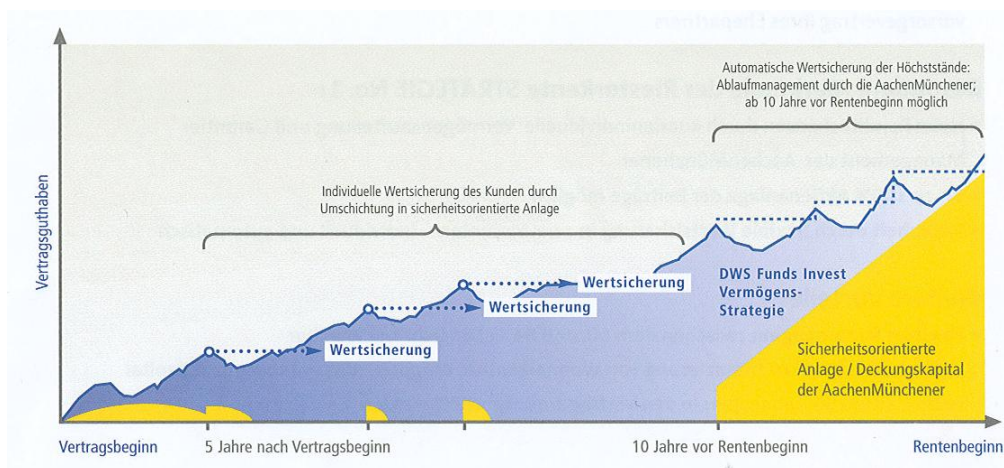 Automatische Wertsicherung der Höchststände:
Ablaufmanagement durch die AachenMünchener;
ab 10 Jahre vor Rentenbeginn möglich
Individuelle Wertsicherung des Kunden durch
Umschichtung in sicherheitsorientierte Anlage
Vertragsguthaben
Wertsicherung
Wertsicherung
Wertsicherung
DWS Funds Invest
Vermögens-
Strategie
Sicherheitsorientierte
Anlage / Deckungskapital
der AachenMünchener
Vertragsbeginn
5 Jahre nach Vertragsbeginn
10 Jahre vor Rentenbeginn
Rentenbeginn